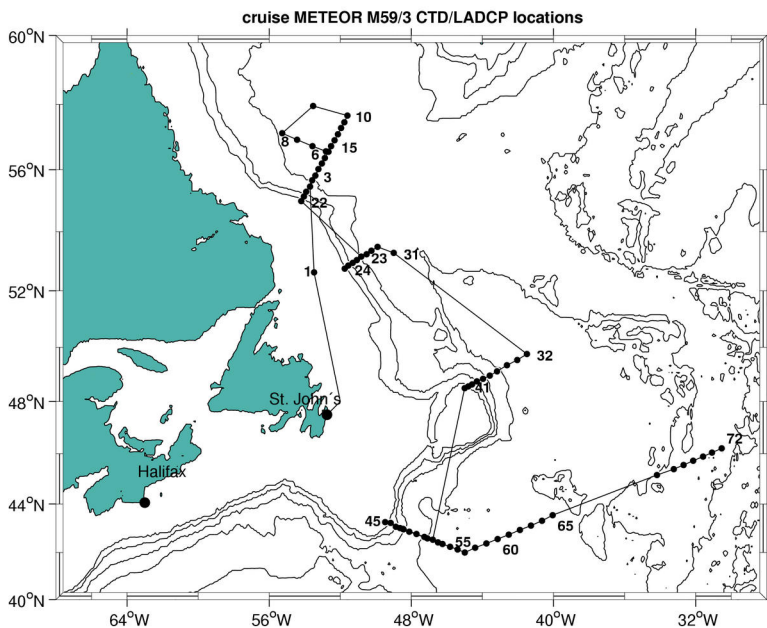 cruise METEOR M59/3 CTD/LADCP locations
60°N
10
8
6
15
56°N
3
22
23
31
24
1
52°N
32
41
48°N
St. John´s
72
Halifax
44°N
45
65
55
60
40°N
64°W
56°W
48°W
40°W
32°W